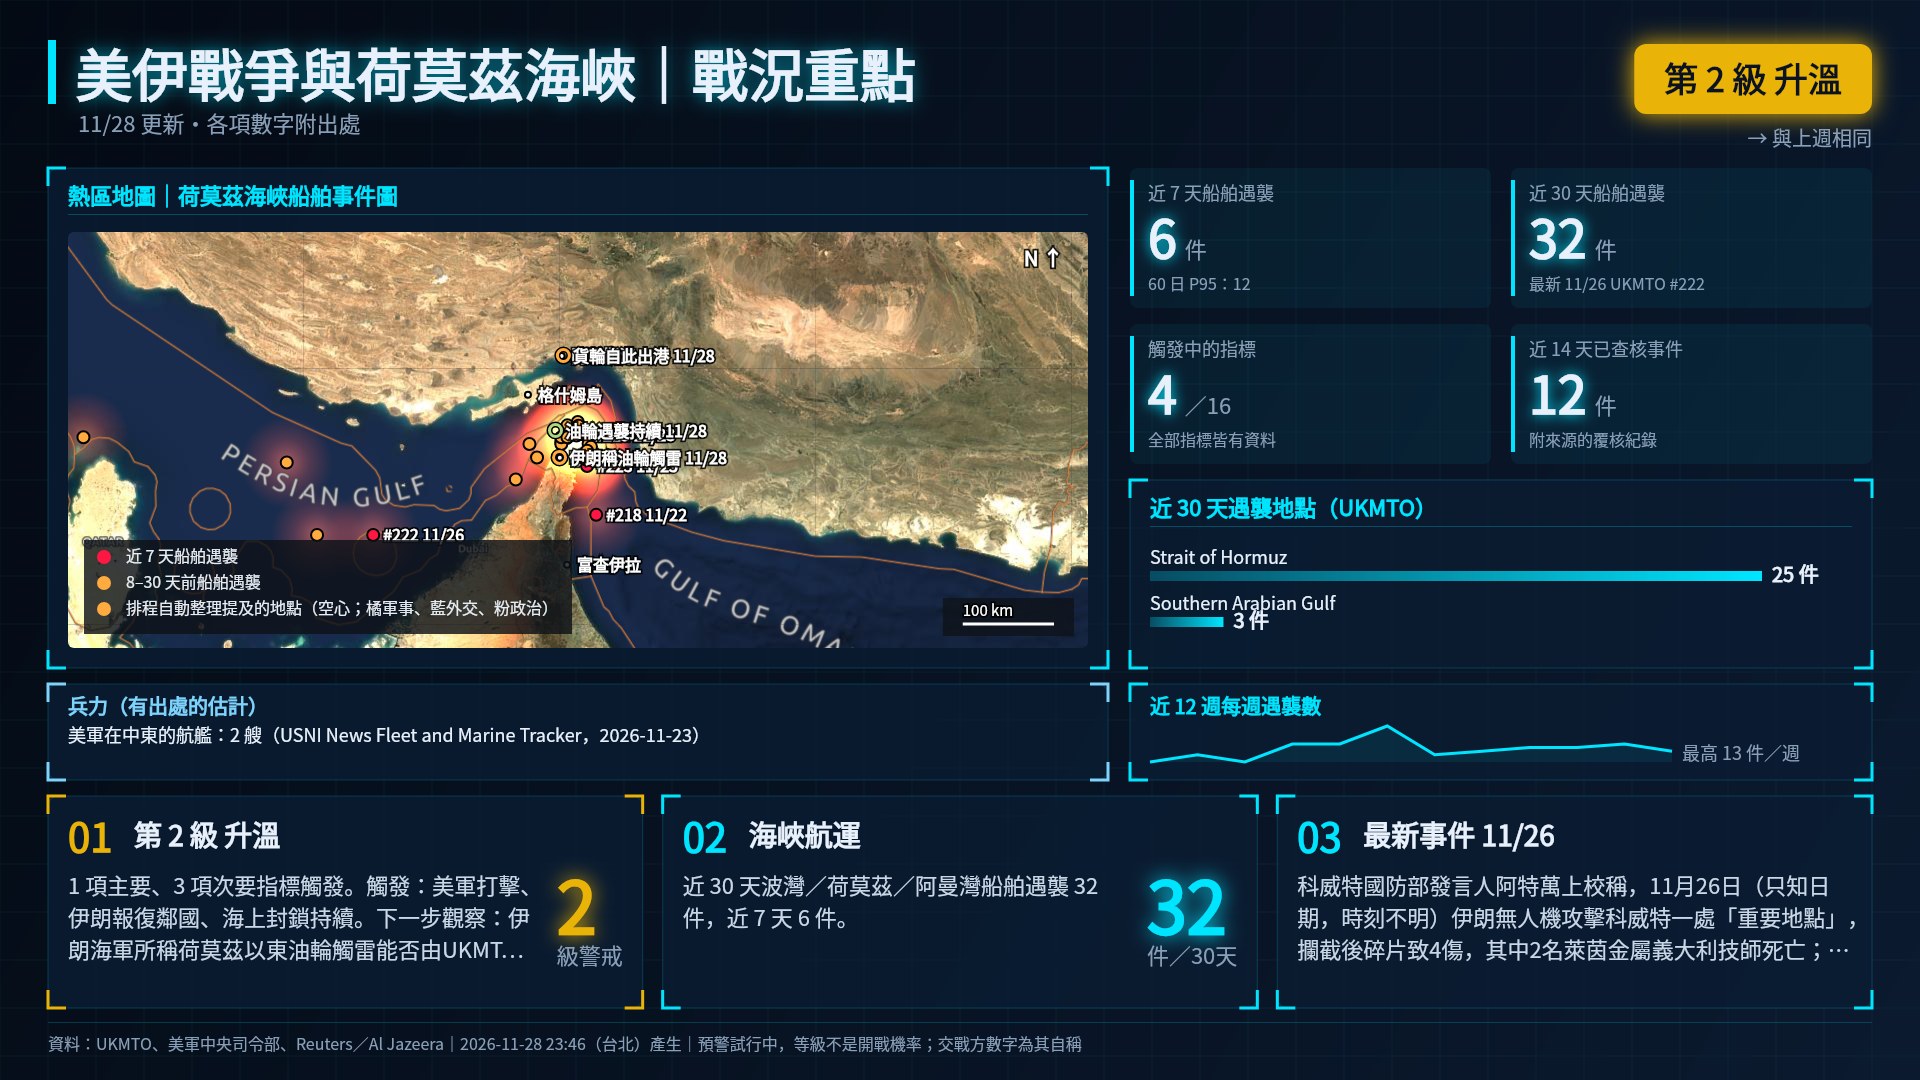 美伊戰爭與荷莫茲海峽｜戰況重點
11/28 更新・各項數字附出處
第 2 級 升溫
→ 與上週相同
熱區地圖｜荷莫茲海峽船舶事件圖
N ↑
貨輪自此出港 11/28
格什姆島
油輪遇襲持續 11/28
伊朗稱油輪觸雷 11/28
PERSIAN GULF
#218 11/22
#222 11/26
QATAR
Dubai
富查伊拉
GULF OF OMA
近 7 天船舶遇襲
8–30 天前船舶遇襲
排程自動整理提及的地點（空心；橘軍事、藍外交、粉政治）
100 km
近 7 天船舶遇襲
6 件
60 日 P95：12
近 30 天船舶遇襲
32 件
最新 11/26 UKMTO #222
觸發中的指標
4 ／16
全部指標皆有資料
近 14 天已查核事件
12 件
附來源的覆核紀錄
近 30 天遇襲地點（UKMTO）
Strait of Hormuz
25 件
Southern Arabian Gulf
3 件
兵力（有出處的估計）
美軍在中東的航艦：2 艘（USNI News Fleet and Marine Tracker，2026-11-23）
近 12 週每週遇襲數
最高 13 件／週
01 第 2 級 升溫
1 項主要、3 項次要指標觸發。觸發：美軍打擊、
伊朗報復鄰國、海上封鎖持續。下一步觀察：伊
朗海軍所稱荷莫茲以東油輪觸雷能否由UKMT…
2
級警戒
02 海峽航運
近 30 天波灣／荷莫茲／阿曼灣船舶遇襲 32
件，近 7 天 6 件。
32
件／30天
03 最新事件 11/26
科威特國防部發言人阿特萬上校稱，11月26日（只知日
期，時刻不明）伊朗無人機攻擊科威特一處「重要地點」，
攔截後碎片致4傷，其中2名萊茵金屬義大利技師死亡；…
資料：UKMTO、美軍中央司令部、Reuters／Al Jazeera｜2026-11-28 23:46（台北）產生｜預警試行中，等級不是開戰機率；交戰方數字為其自稱